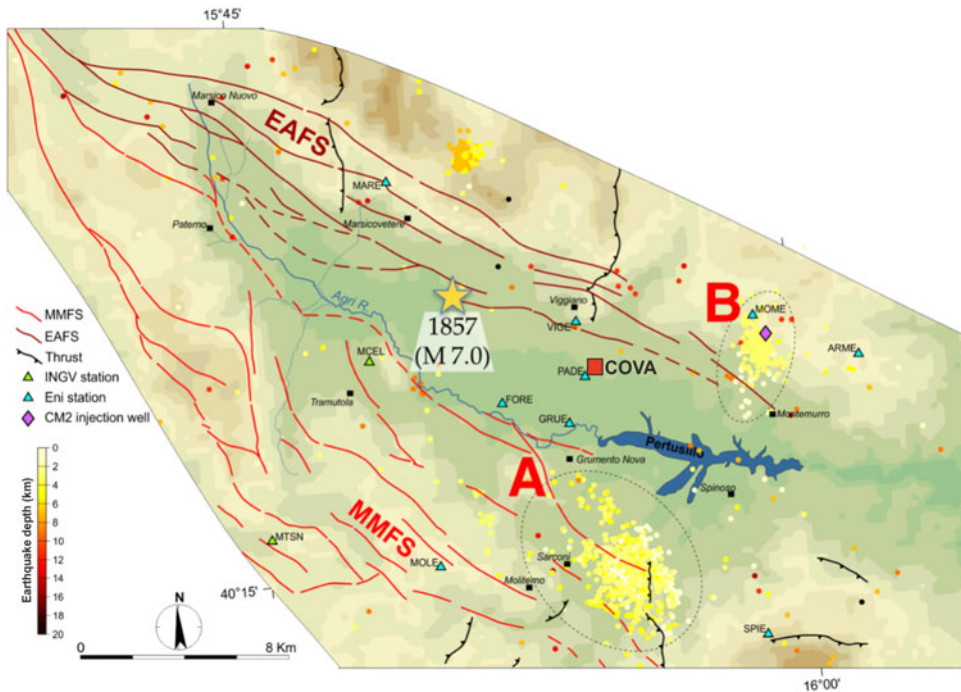 15°45'
Marsico Nuovo
EAFS
MARE
Marsicovetere
Paterno
Agri R.
1857
(M 7.0)
Viggiano
VIGE
B
MOME
ARME
MMFS
EAFS
Thrust
INGV station
Eni station
CM2 injection well
MCEL
PADE
COVA
Tramutola
FORE
GRUE
Montemurro
Pertusillo
Grumento Nova
A
Spinoso
Earthquake depth (km)
0
2
4
6
8
10
12
14
16
18
20
MMFS
MTSN
MOLE
Sarconi
Moliterno
40°15'
N
0 8 Km
SPIE
16°00'